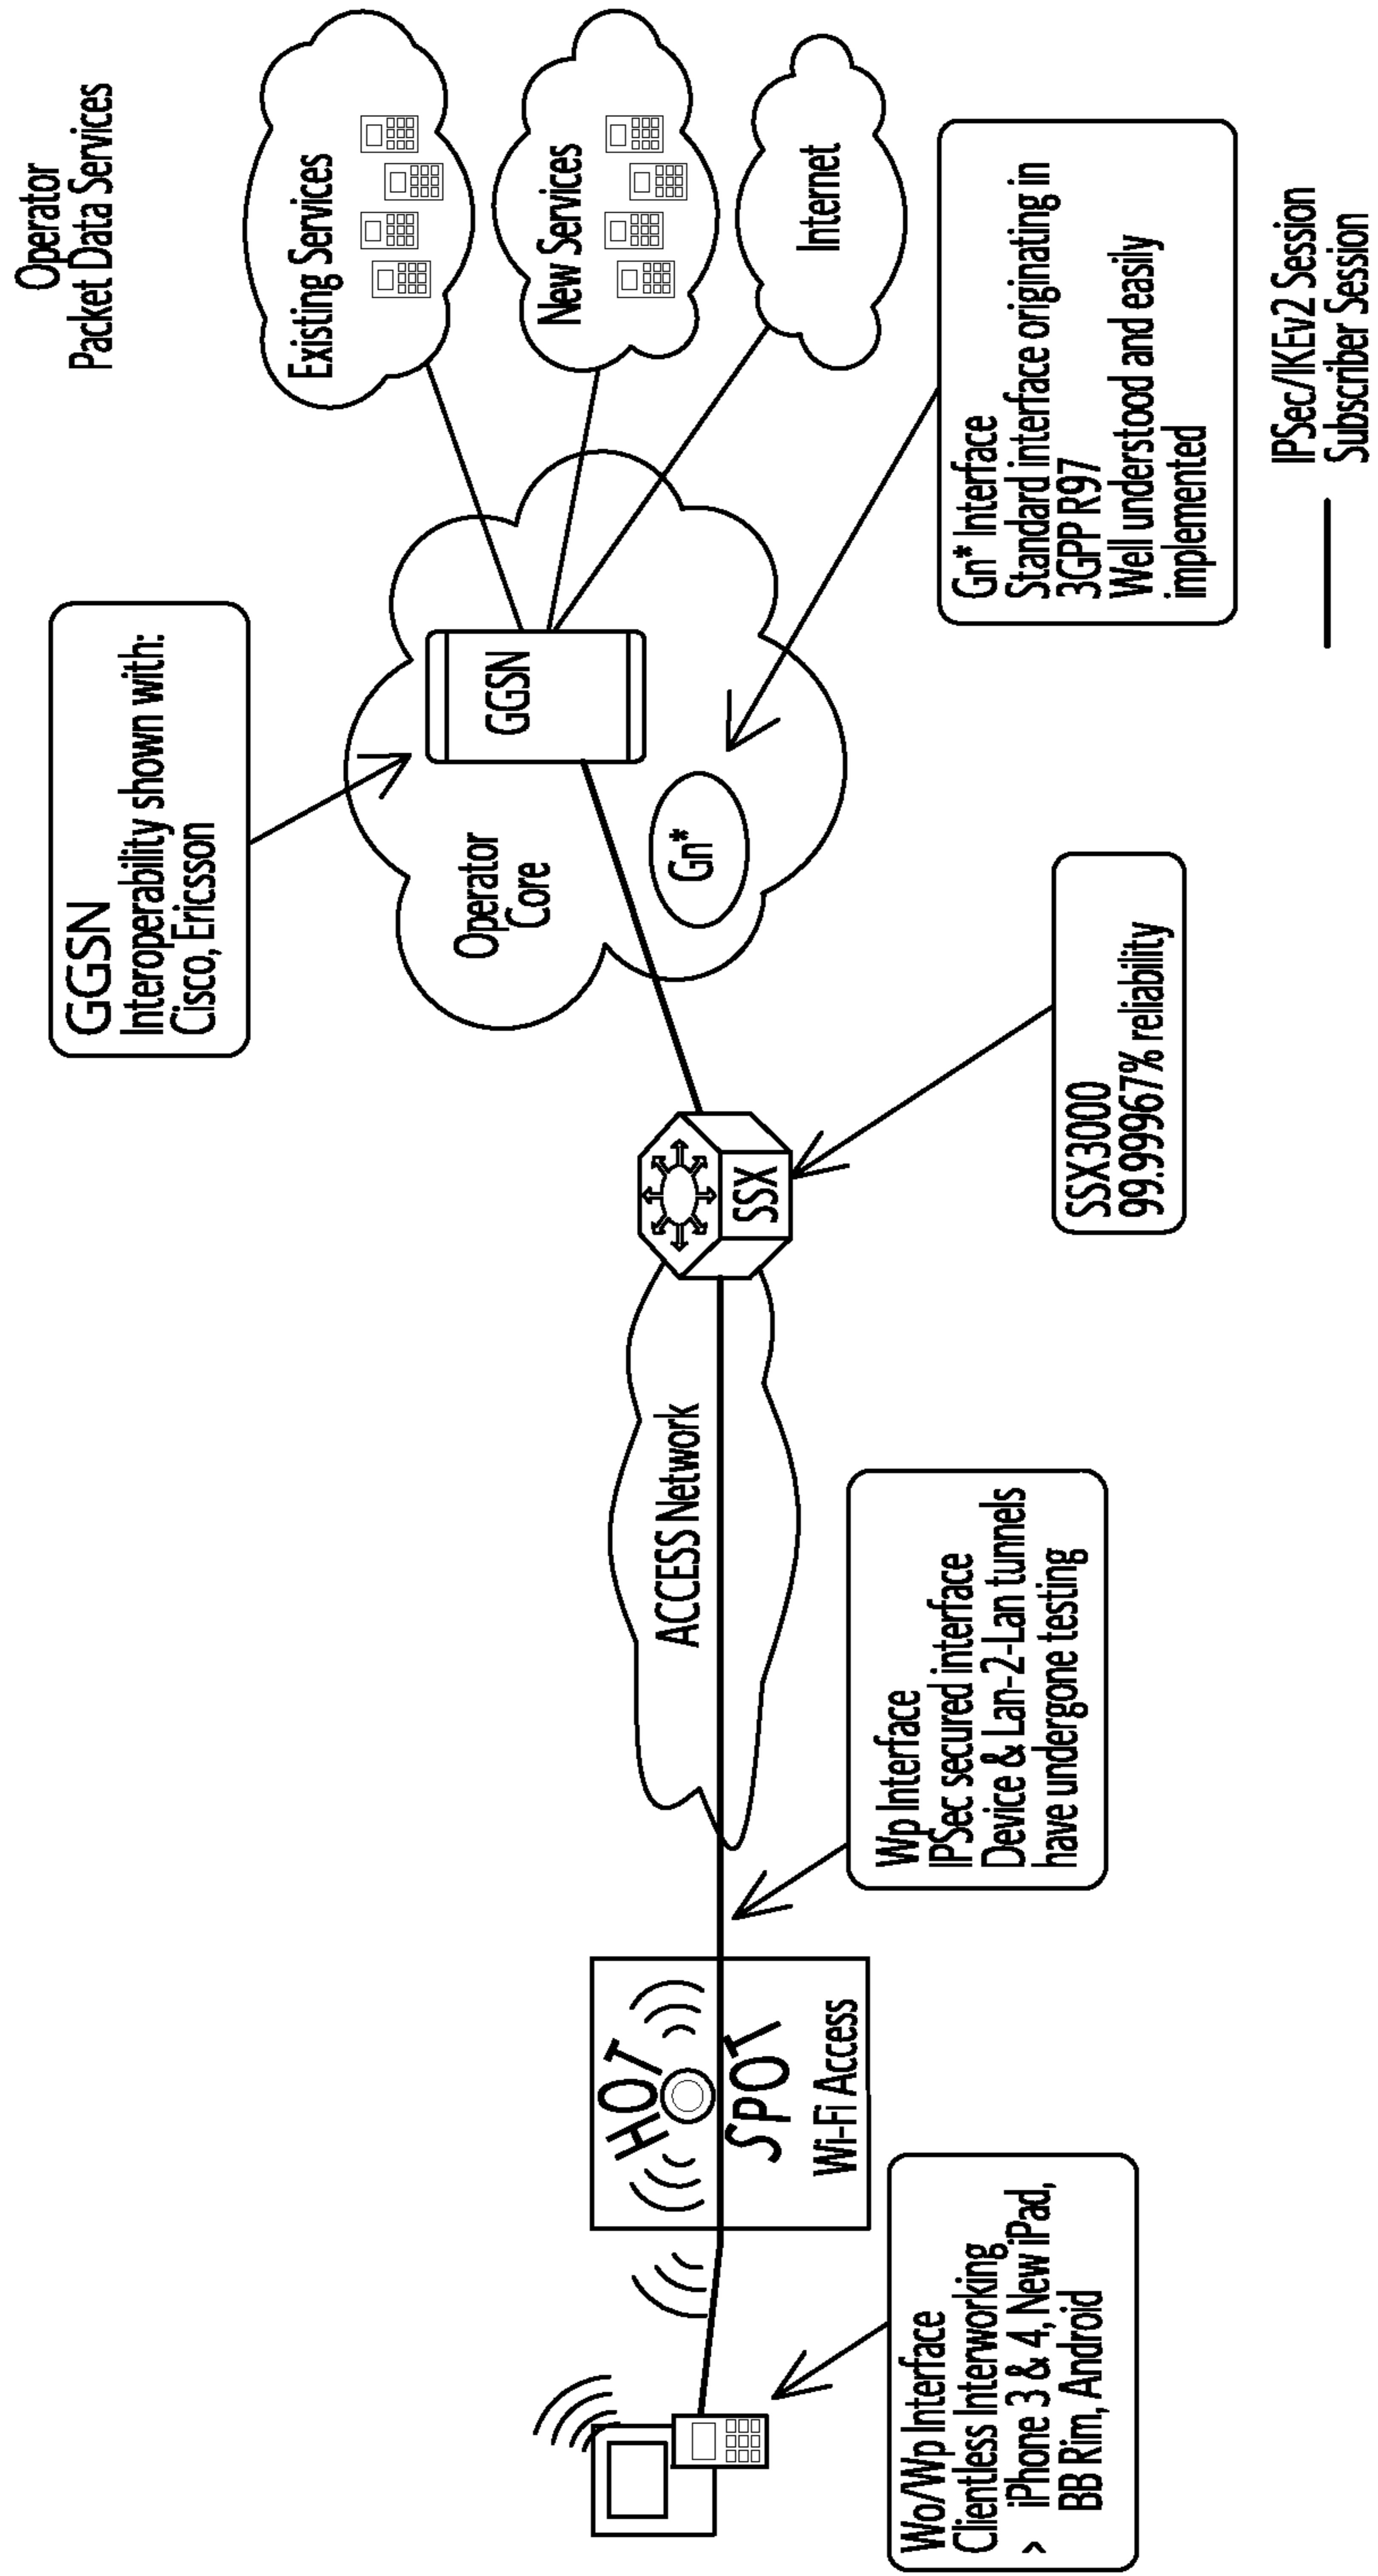 Operator
Packet Data Services
GGSN
Interoperability shown with:
Cisco, Ericsson
Existing Services
New Services
Internet
GGSN
Operator
Core
Gn*
SSX
ACCESS Network
HOT
SPOT
Wi-Fi Access
Wo/Wp Interface
Clientless Interworking
> iPhone 3 & 4, New iPad,
BB Rim, Android
Wp Interface
IPSec secured interface
Device & Lan-2-Lan tunnels
have undergone testing
SSX3000
99.99967% reliability
Gn* Interface
Standard interface originating in
3GPP R97
Well understood and easily
implemented
IPSec/IKEv2 Session
Subscriber Session